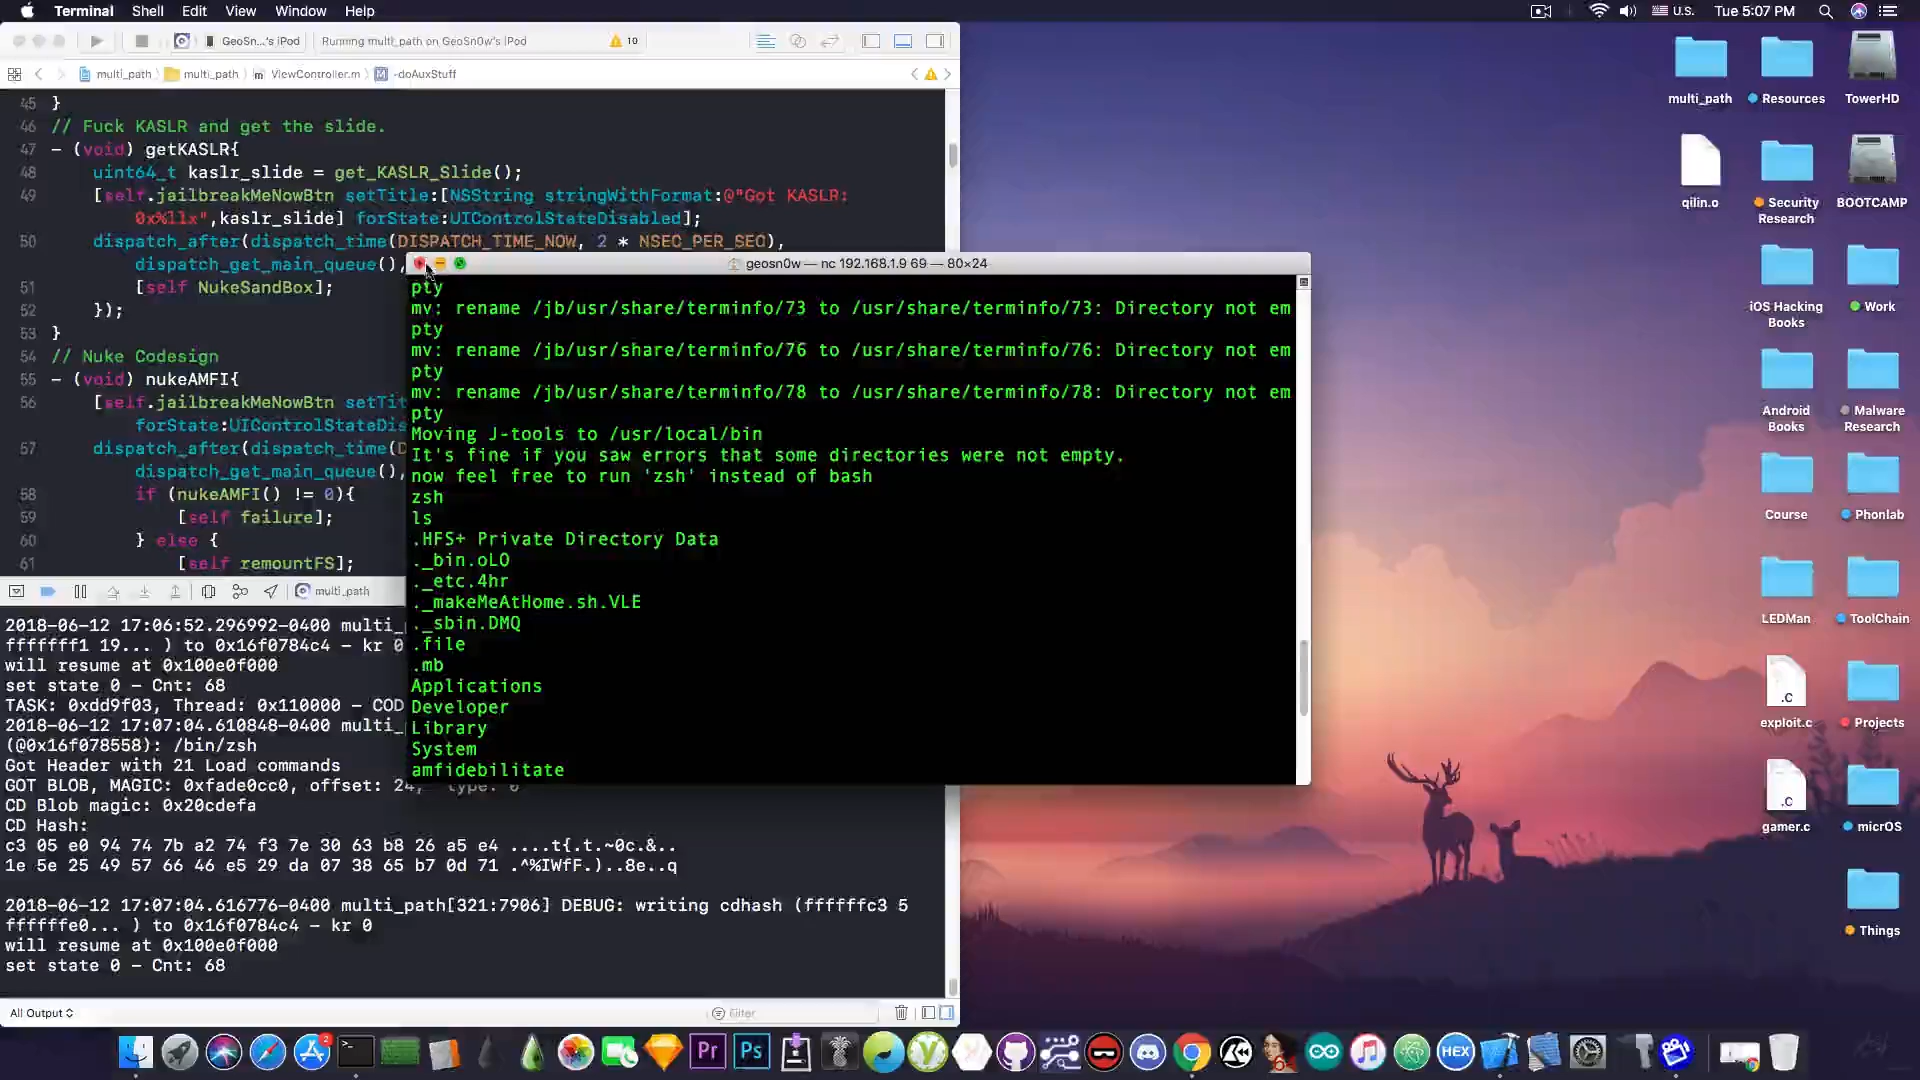 Terminal Shell Edit View Window Help
U.S. Tue 5:07 PM
GeoSn...'s iPod
Running multi_path on GeoSn0w's iPod
10
multi_path
multi_path
ViewController.m
M
-doAuxStuff
45 }
46 // Fuck KASLR and get the slide.
47 - (void) getKASLR{
48 uint64_t kaslr_slide = get_KASLR_Slide();
49 [self.jailbreakMeNowBtn setTitle:[NSString stringWithFormat:@"Got KASLR:
0x%llx",kaslr_slide] forState:UIControlStateDisabled];
50 dispatch_after(dispatch_time(DISPATCH_TIME_NOW, 2 * NSEC_PER_SEC),
dispatch_get_main_queue(),
51 [self NukeSandBox];
52 });
53 }
54 // Nuke Codesign
55 - (void) nukeAMFI{
56 [self.jailbreakMeNowBtn setTit
forState:UIControlStateDis
57 dispatch_after(dispatch_time(D
dispatch_get_main_queue(),
58 if (nukeAMFI() != 0){
59 [self failure];
60 } else {
61 [self remountFS];
multi_path
2018-06-12 17:06:52.296992-0400 multi_
fffffff1 19... ) to 0x16f0784c4 - kr 0
will resume at 0x100e0f000
set state 0 - Cnt: 68
TASK: 0xdd9f03, Thread: 0x110000 - COD
2018-06-12 17:07:04.610848-0400 multi_
(@0x16f078558): /bin/zsh
Got Header with 21 Load commands
GOT BLOB, MAGIC: 0xfade0cc0, offset: 24, type: 0
CD Blob magic: 0x20cdefa
CD Hash:
c3 05 e0 94 74 7b a2 74 f3 7e 30 63 b8 26 a5 e4 ....t{.t.~0c.&..
1e 5e 25 49 57 66 46 e5 29 da 07 38 65 b7 0d 71 .^%IWfF.)..8e..q
2018-06-12 17:07:04.616776-0400 multi_path[321:7906] DEBUG: writing cdhash (ffffffc3 5
ffffffe0... ) to 0x16f0784c4 - kr 0
will resume at 0x100e0f000
set state 0 - Cnt: 68
All Output
Filter
geosn0w — nc 192.168.1.9 69 — 80×24
pty
mv: rename /jb/usr/share/terminfo/73 to /usr/share/terminfo/73: Directory not em
pty
mv: rename /jb/usr/share/terminfo/76 to /usr/share/terminfo/76: Directory not em
pty
mv: rename /jb/usr/share/terminfo/78 to /usr/share/terminfo/78: Directory not em
pty
Moving J-tools to /usr/local/bin
It's fine if you saw errors that some directories were not empty.
now feel free to run 'zsh' instead of bash
zsh
ls
.HFS+ Private Directory Data
._bin.oLO
._etc.4hr
._makeMeAtHome.sh.VLE
._sbin.DMQ
.file
.mb
Applications
Developer
Library
System
amfidebilitate
multi_path
Resources
TowerHD
qilin.o
Security
Research
BOOTCAMP
iOS Hacking
Books
Work
Android
Books
Malware
Research
Course
Phonlab
LEDMan
ToolChain
.C
exploit.c
Projects
.C
gamer.c
micrOS
Things
2
Pr
Ps
64
HEX